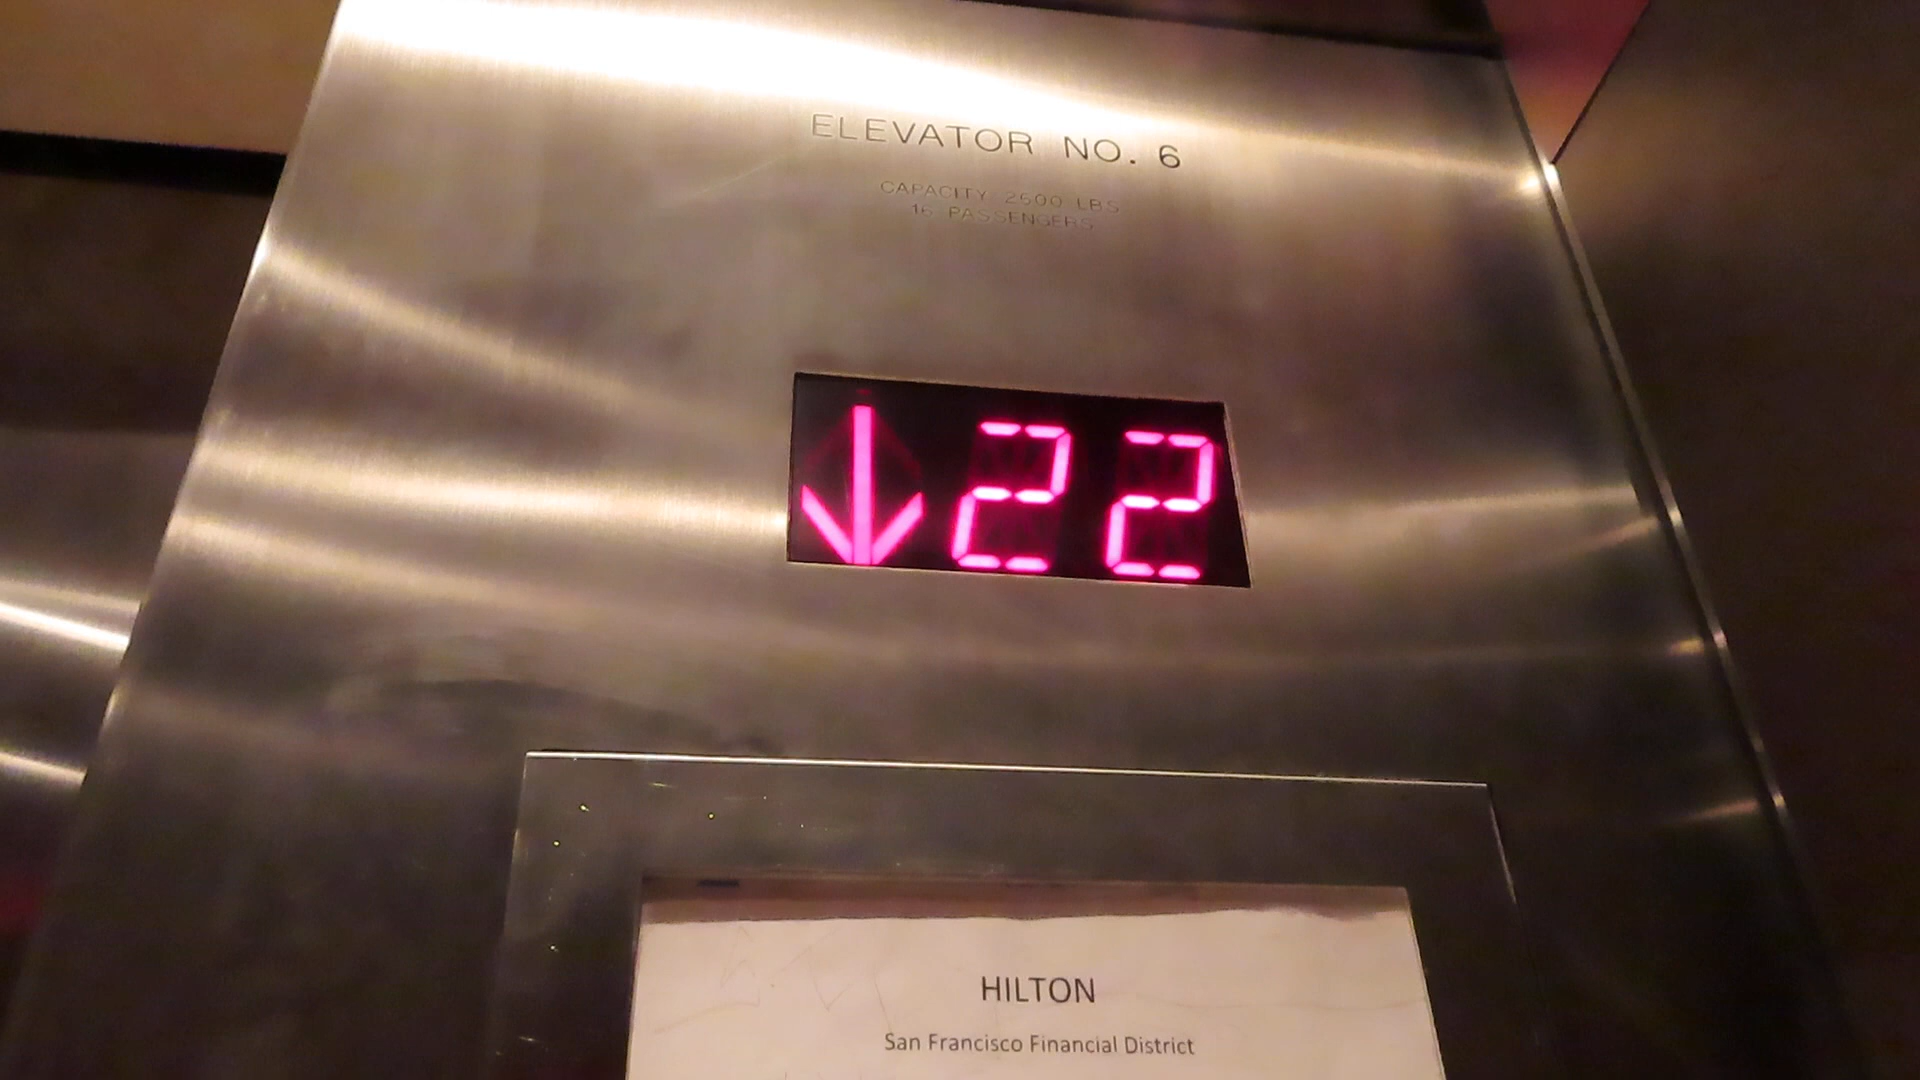 ELEVATOR NO. 6
CAPACITY 2500 LBS
16 PASSENGERS
↓ 22
HILTON
San Francisco Financial District